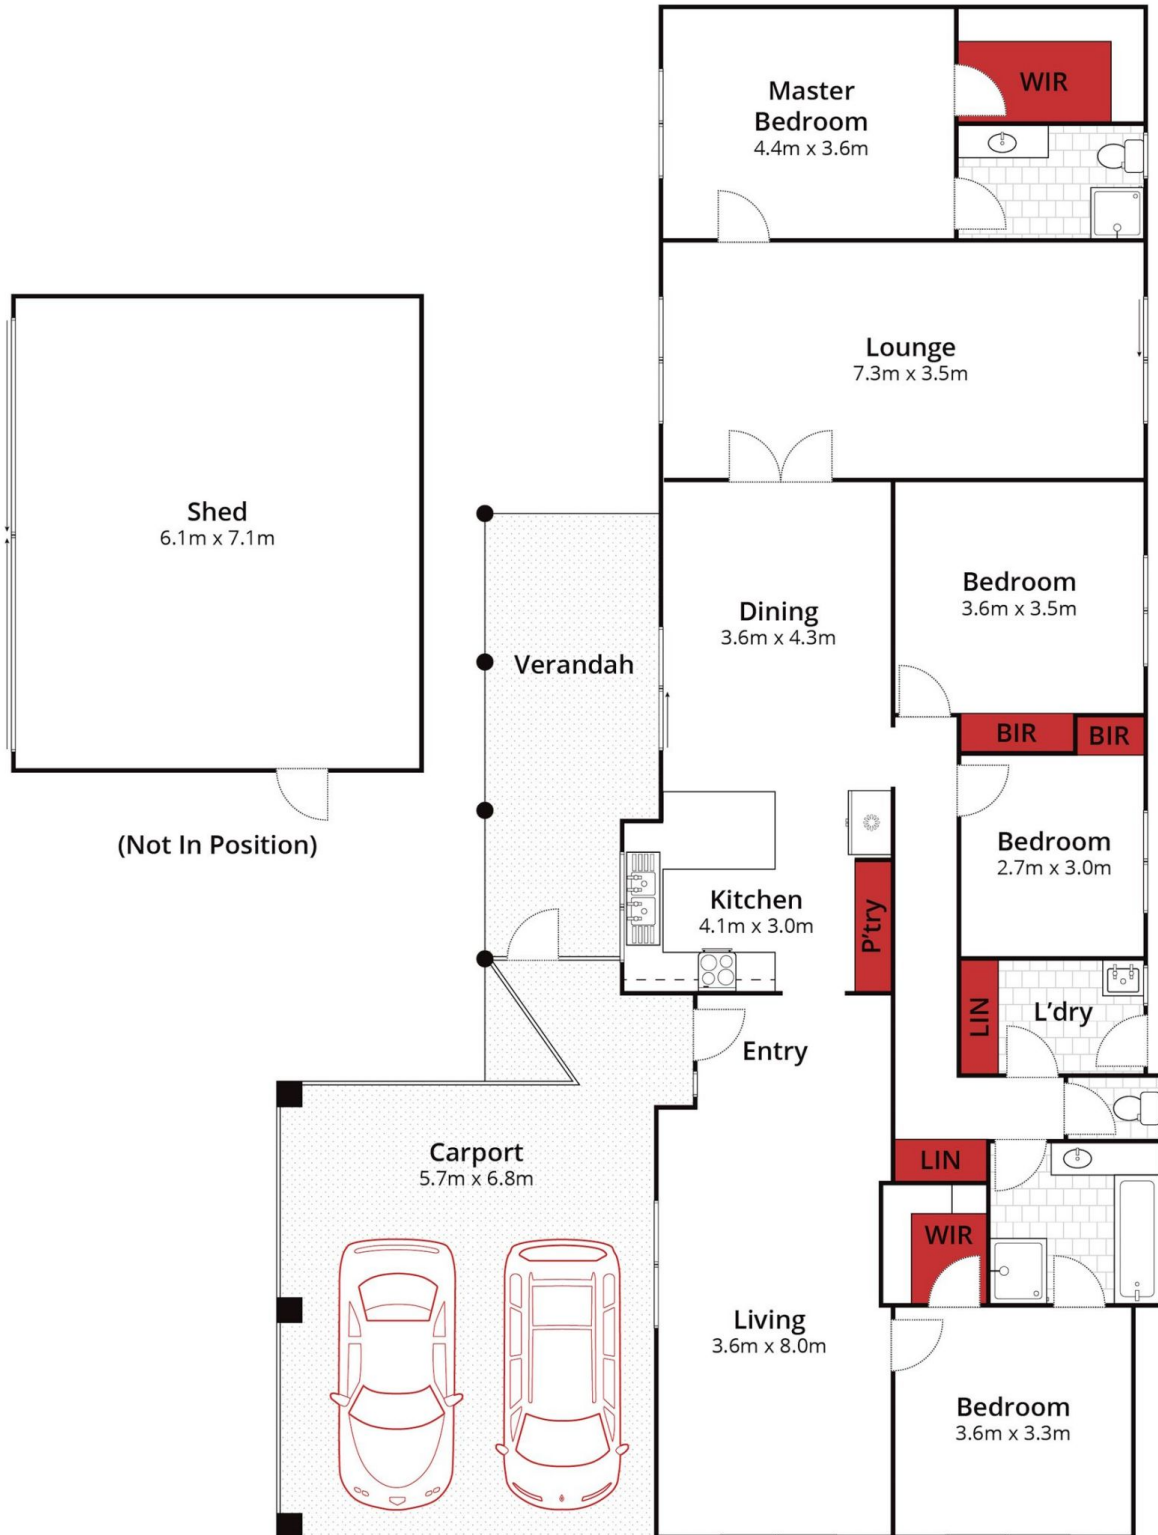 Master
Bedroom
4.4m x 3.6m
WIR
Lounge
7.3m x 3.5m
Shed
6.1m x 7.1m
(Not In Position)
Verandah
Dining
3.6m x 4.3m
Bedroom
3.6m x 3.5m
BIR
BIR
Bedroom
2.7m x 3.0m
Kitchen
4.1m x 3.0m
P'try
LIN
L'dry
Entry
Carport
5.7m x 6.8m
LIN
WIR
Living
3.6m x 8.0m
Bedroom
3.6m x 3.3m